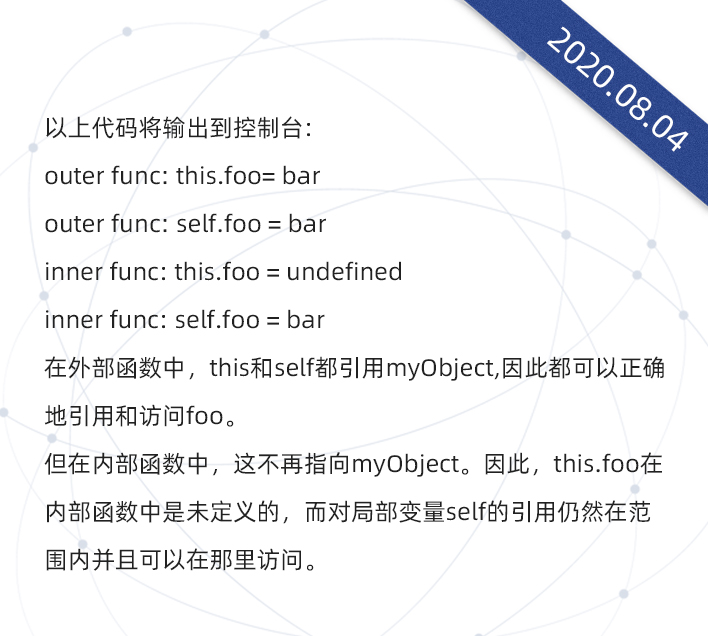 2020.08.04
以上代码将输出到控制台：
outer func: this.foo= bar
outer func: self.foo = bar
inner func: this.foo = undefined
inner func: self.foo = bar
在外部函数中，this和self都引用myObject,因此都可以正确
地引用和访问foo。
但在内部函数中，这不再指向myObject。因此，this.foo在
内部函数中是未定义的，而对局部变量self的引用仍然在范
围内并且可以在那里访问。